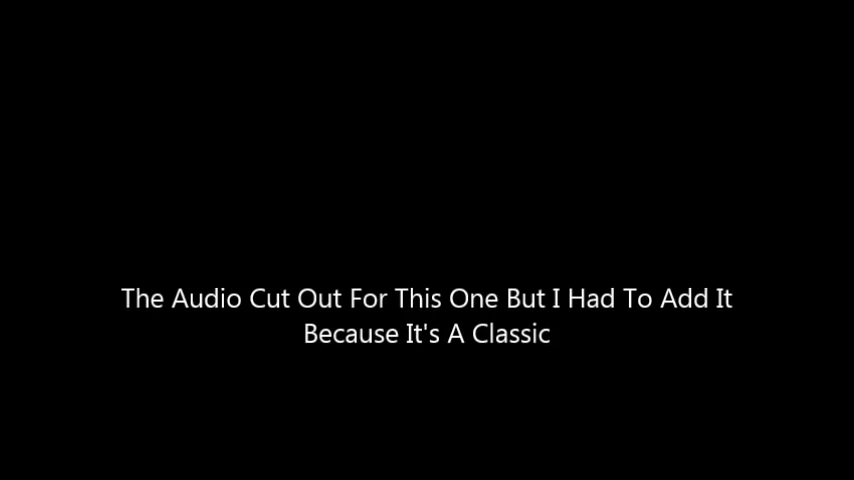 The Audio Cut Out For This One But I Had To Add It
Because It's A Classic